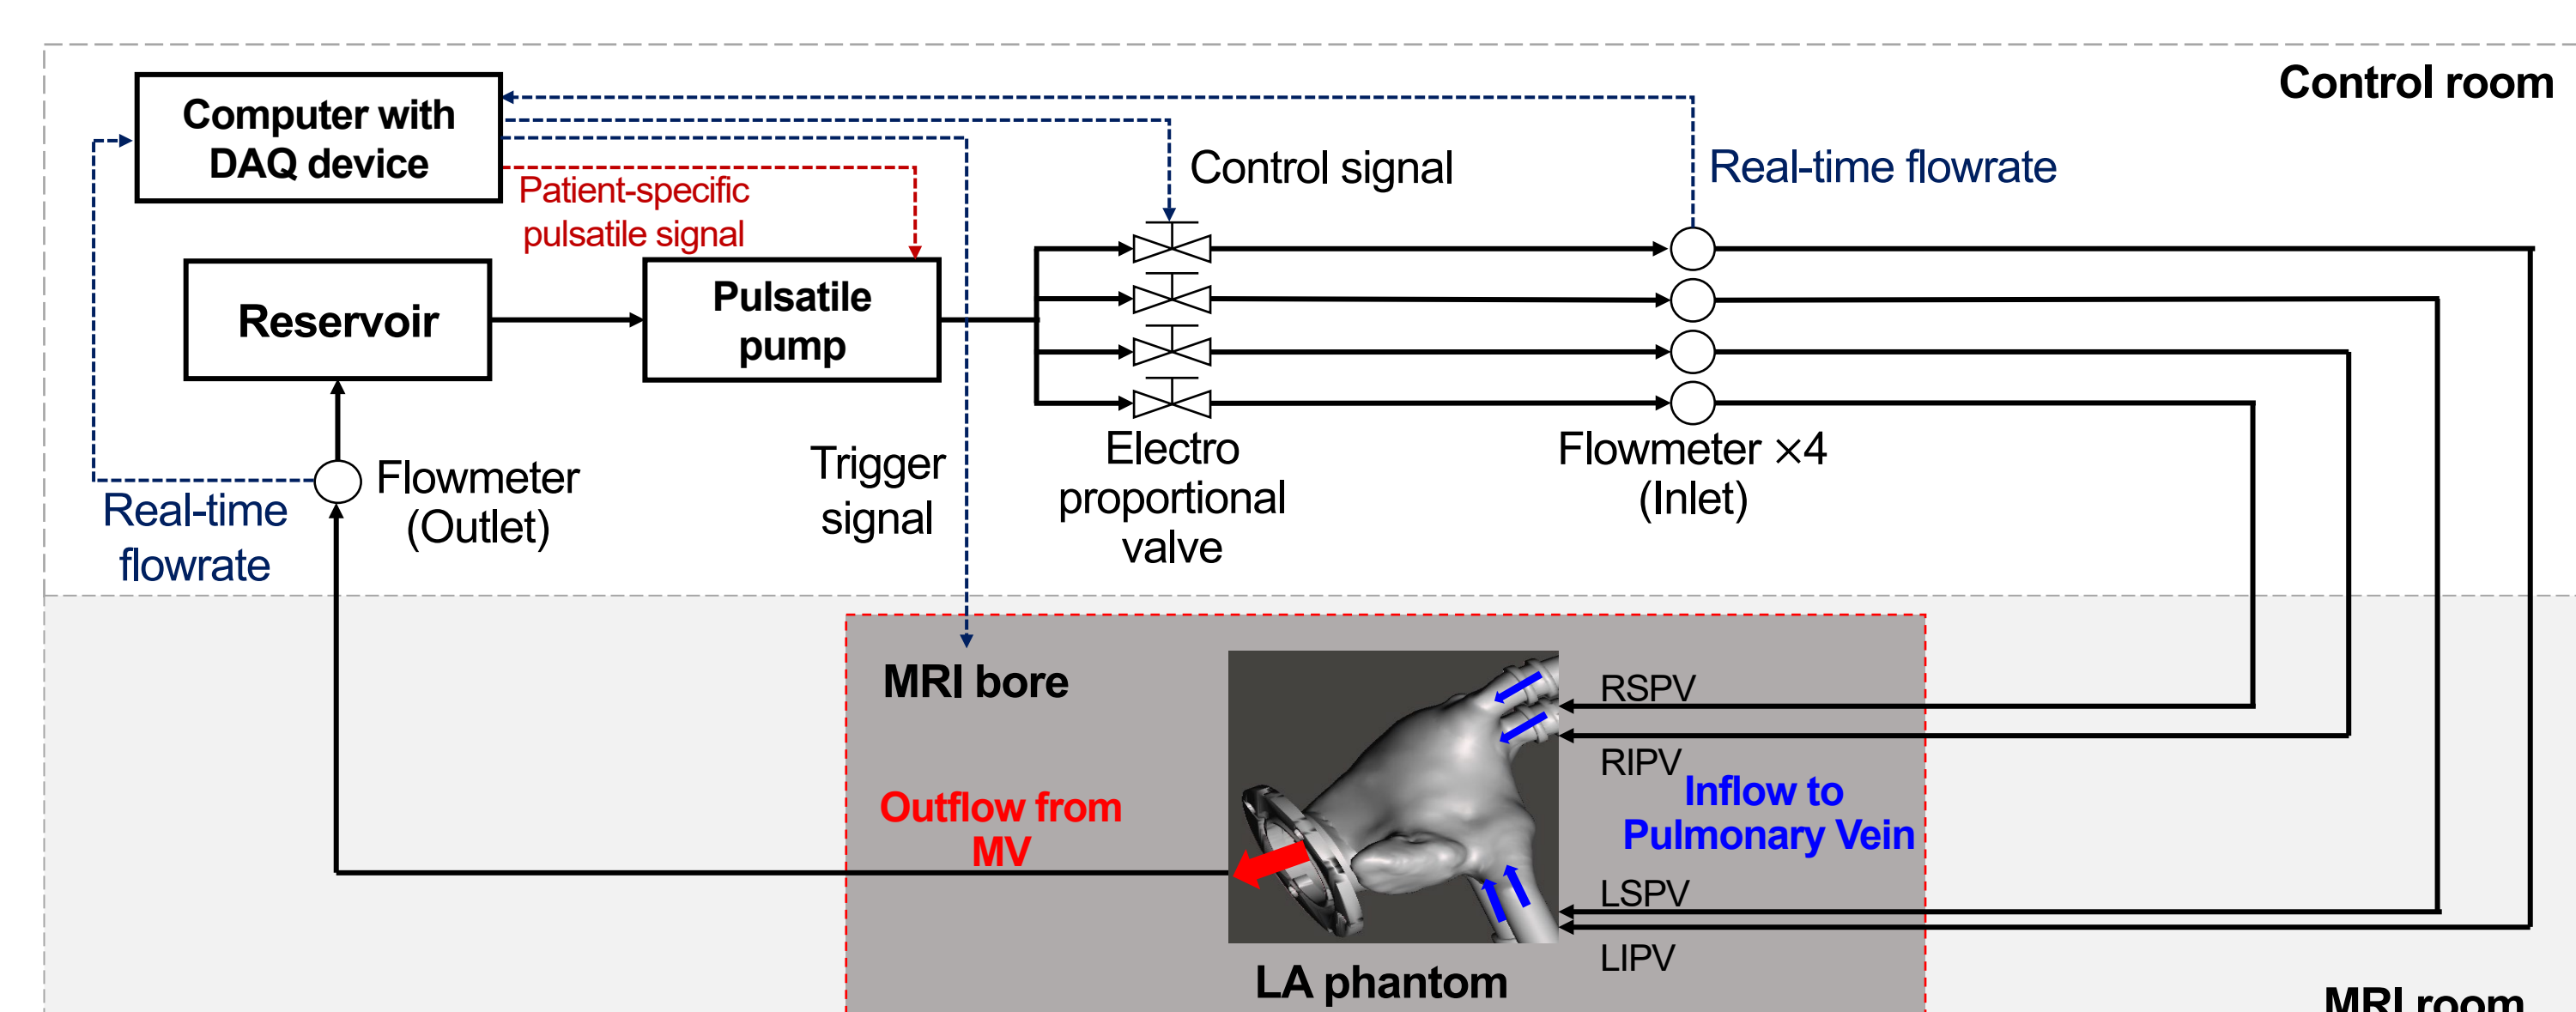 Control room
Computer with
DAQ device
Patient-specific
pulsatile signal
Control signal
Real-time flowrate
Reservoir
Pulsatile
pump
Real-time
flowrate
Flowmeter
(Outlet)
Trigger
signal
Electro
proportional
valve
Flowmeter ×4
(Inlet)
MRI bore
RSPV
RIPV
Inflow to
Pulmonary Vein
Outflow from
MV
LSPV
LIPV
LA phantom
MRI room